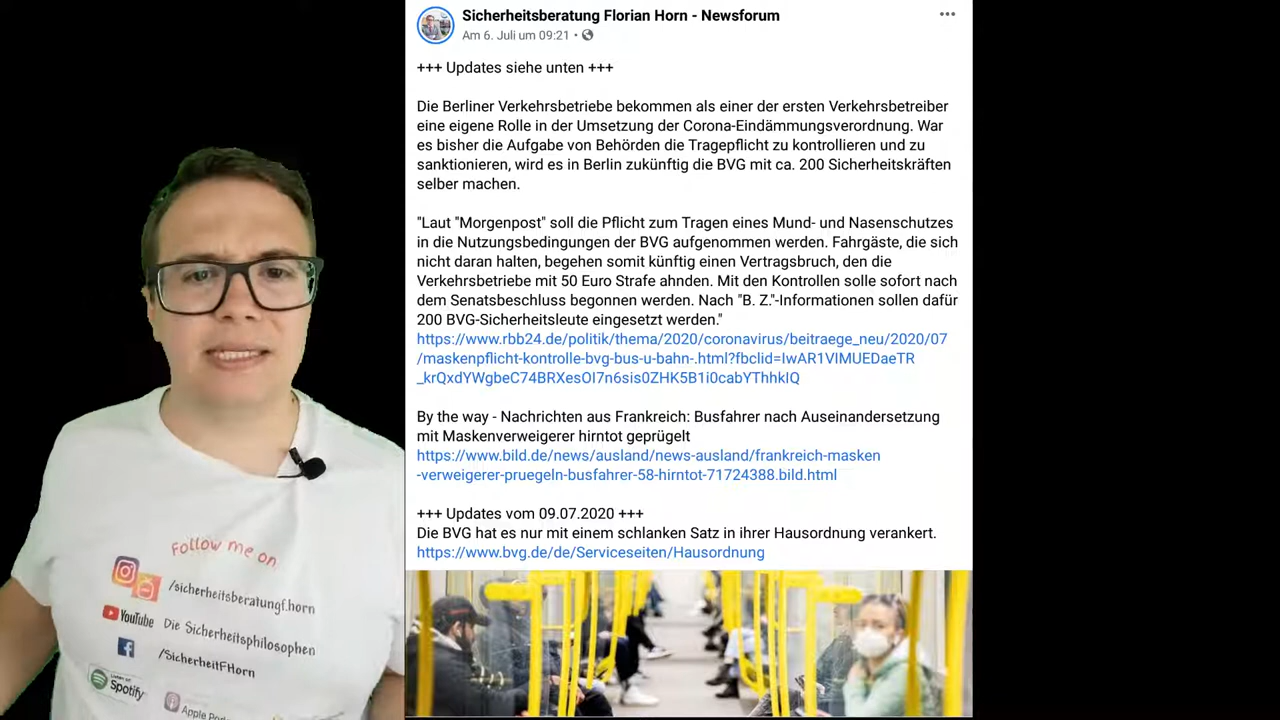 Sicherheitsberatung Florian Horn - Newsforum
Am 6. Juli um 09:21 •
+++ Updates siehe unten +++
Die Berliner Verkehrsbetriebe bekommen als einer der ersten Verkehrsbetreiber
eine eigene Rolle in der Umsetzung der Corona-Eindämmungsverordnung. War
es bisher die Aufgabe von Behörden die Tragepflicht zu kontrollieren und zu
sanktionieren, wird es in Berlin zukünftig die BVG mit ca. 200 Sicherheitskräften
selber machen.
"Laut "Morgenpost" soll die Pflicht zum Tragen eines Mund- und Nasenschutzes
in die Nutzungsbedingungen der BVG aufgenommen werden. Fahrgäste, die sich
nicht daran halten, begehen somit künftig einen Vertragsbruch, den die
Verkehrsbetriebe mit 50 Euro Strafe ahnden. Mit den Kontrollen solle sofort nach
dem Senatsbeschluss begonnen werden. Nach "B. Z."-Informationen sollen dafür
200 BVG-Sicherheitsleute eingesetzt werden."
https://www.rbb24.de/politik/thema/2020/coronavirus/beitraege_neu/2020/07
/maskenpflicht-kontrolle-bvg-bus-u-bahn-.html?fbclid=IwAR1VIMUEDaeTR
_krQxdYWgbeC74BRXesOI7n6sis0ZHK5B1i0cabYThhkIQ
By the way - Nachrichten aus Frankreich: Busfahrer nach Auseinandersetzung
mit Maskenverweigerer hirntot geprügelt
https://www.bild.de/news/ausland/news-ausland/frankreich-masken
-verweigerer-pruegeln-busfahrer-58-hirntot-71724388.bild.html
+++ Updates vom 09.07.2020 +++
Die BVG hat es nur mit einem schlanken Satz in ihrer Hausordnung verankert.
https://www.bvg.de/de/Serviceseiten/Hausordnung
Follow me on
/sicherheitsberatungf.horn
YouTube Die Sicherheitsphilosophen
/SicherheitFHorn
Spotify
Apple